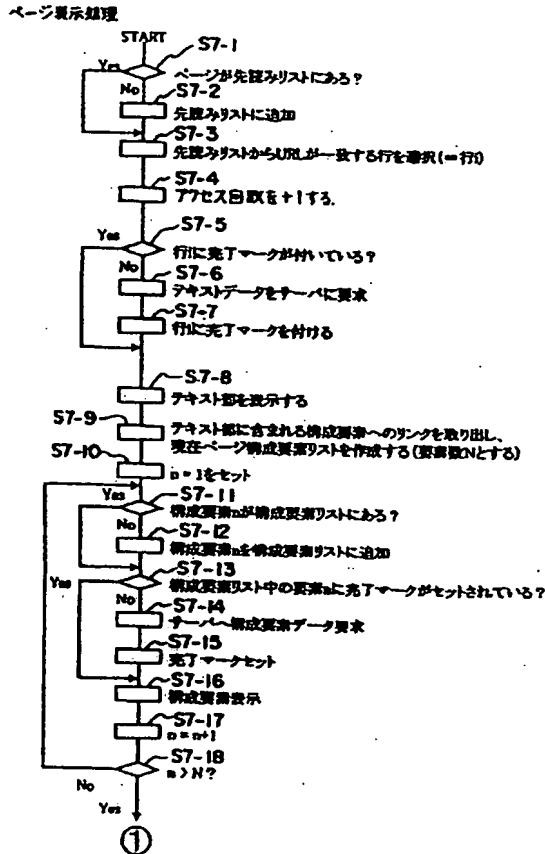 ページ表示処理
START
S7-1
Yes
ページが先読みリストにある?
No
S7-2
先読みリストに追加
S7-3
先読みリストからURLが一致する行を選択(=行i)
S7-4
アクセス回数を+1する.
S7-5
Yes
行iに完了マークが付いている?
No
S7-6
テキストデータをサーバに要求
S7-7
行iに完了マークを付ける
S7-8
テキスト部を表示する
S7-9
テキスト部に含まれる構成要素へのリンクを取り出し、
現在ページ構成要素リストを作成する(要素数Nとする)
S7-10
n=1をセット
S7-11
Yes
構成要素nが構成要素リストにある?
No
S7-12
構成要素nを構成要素リストに追加
S7-13
Yes
構成要素リスト中の要素nに完了マークがセットされている?
No
S7-14
サーバへ構成要素データ要求
S7-15
完了マークセット
S7-16
構成要素表示
S7-17
n=n+1
S7-18
n>N?
No
Yes
①